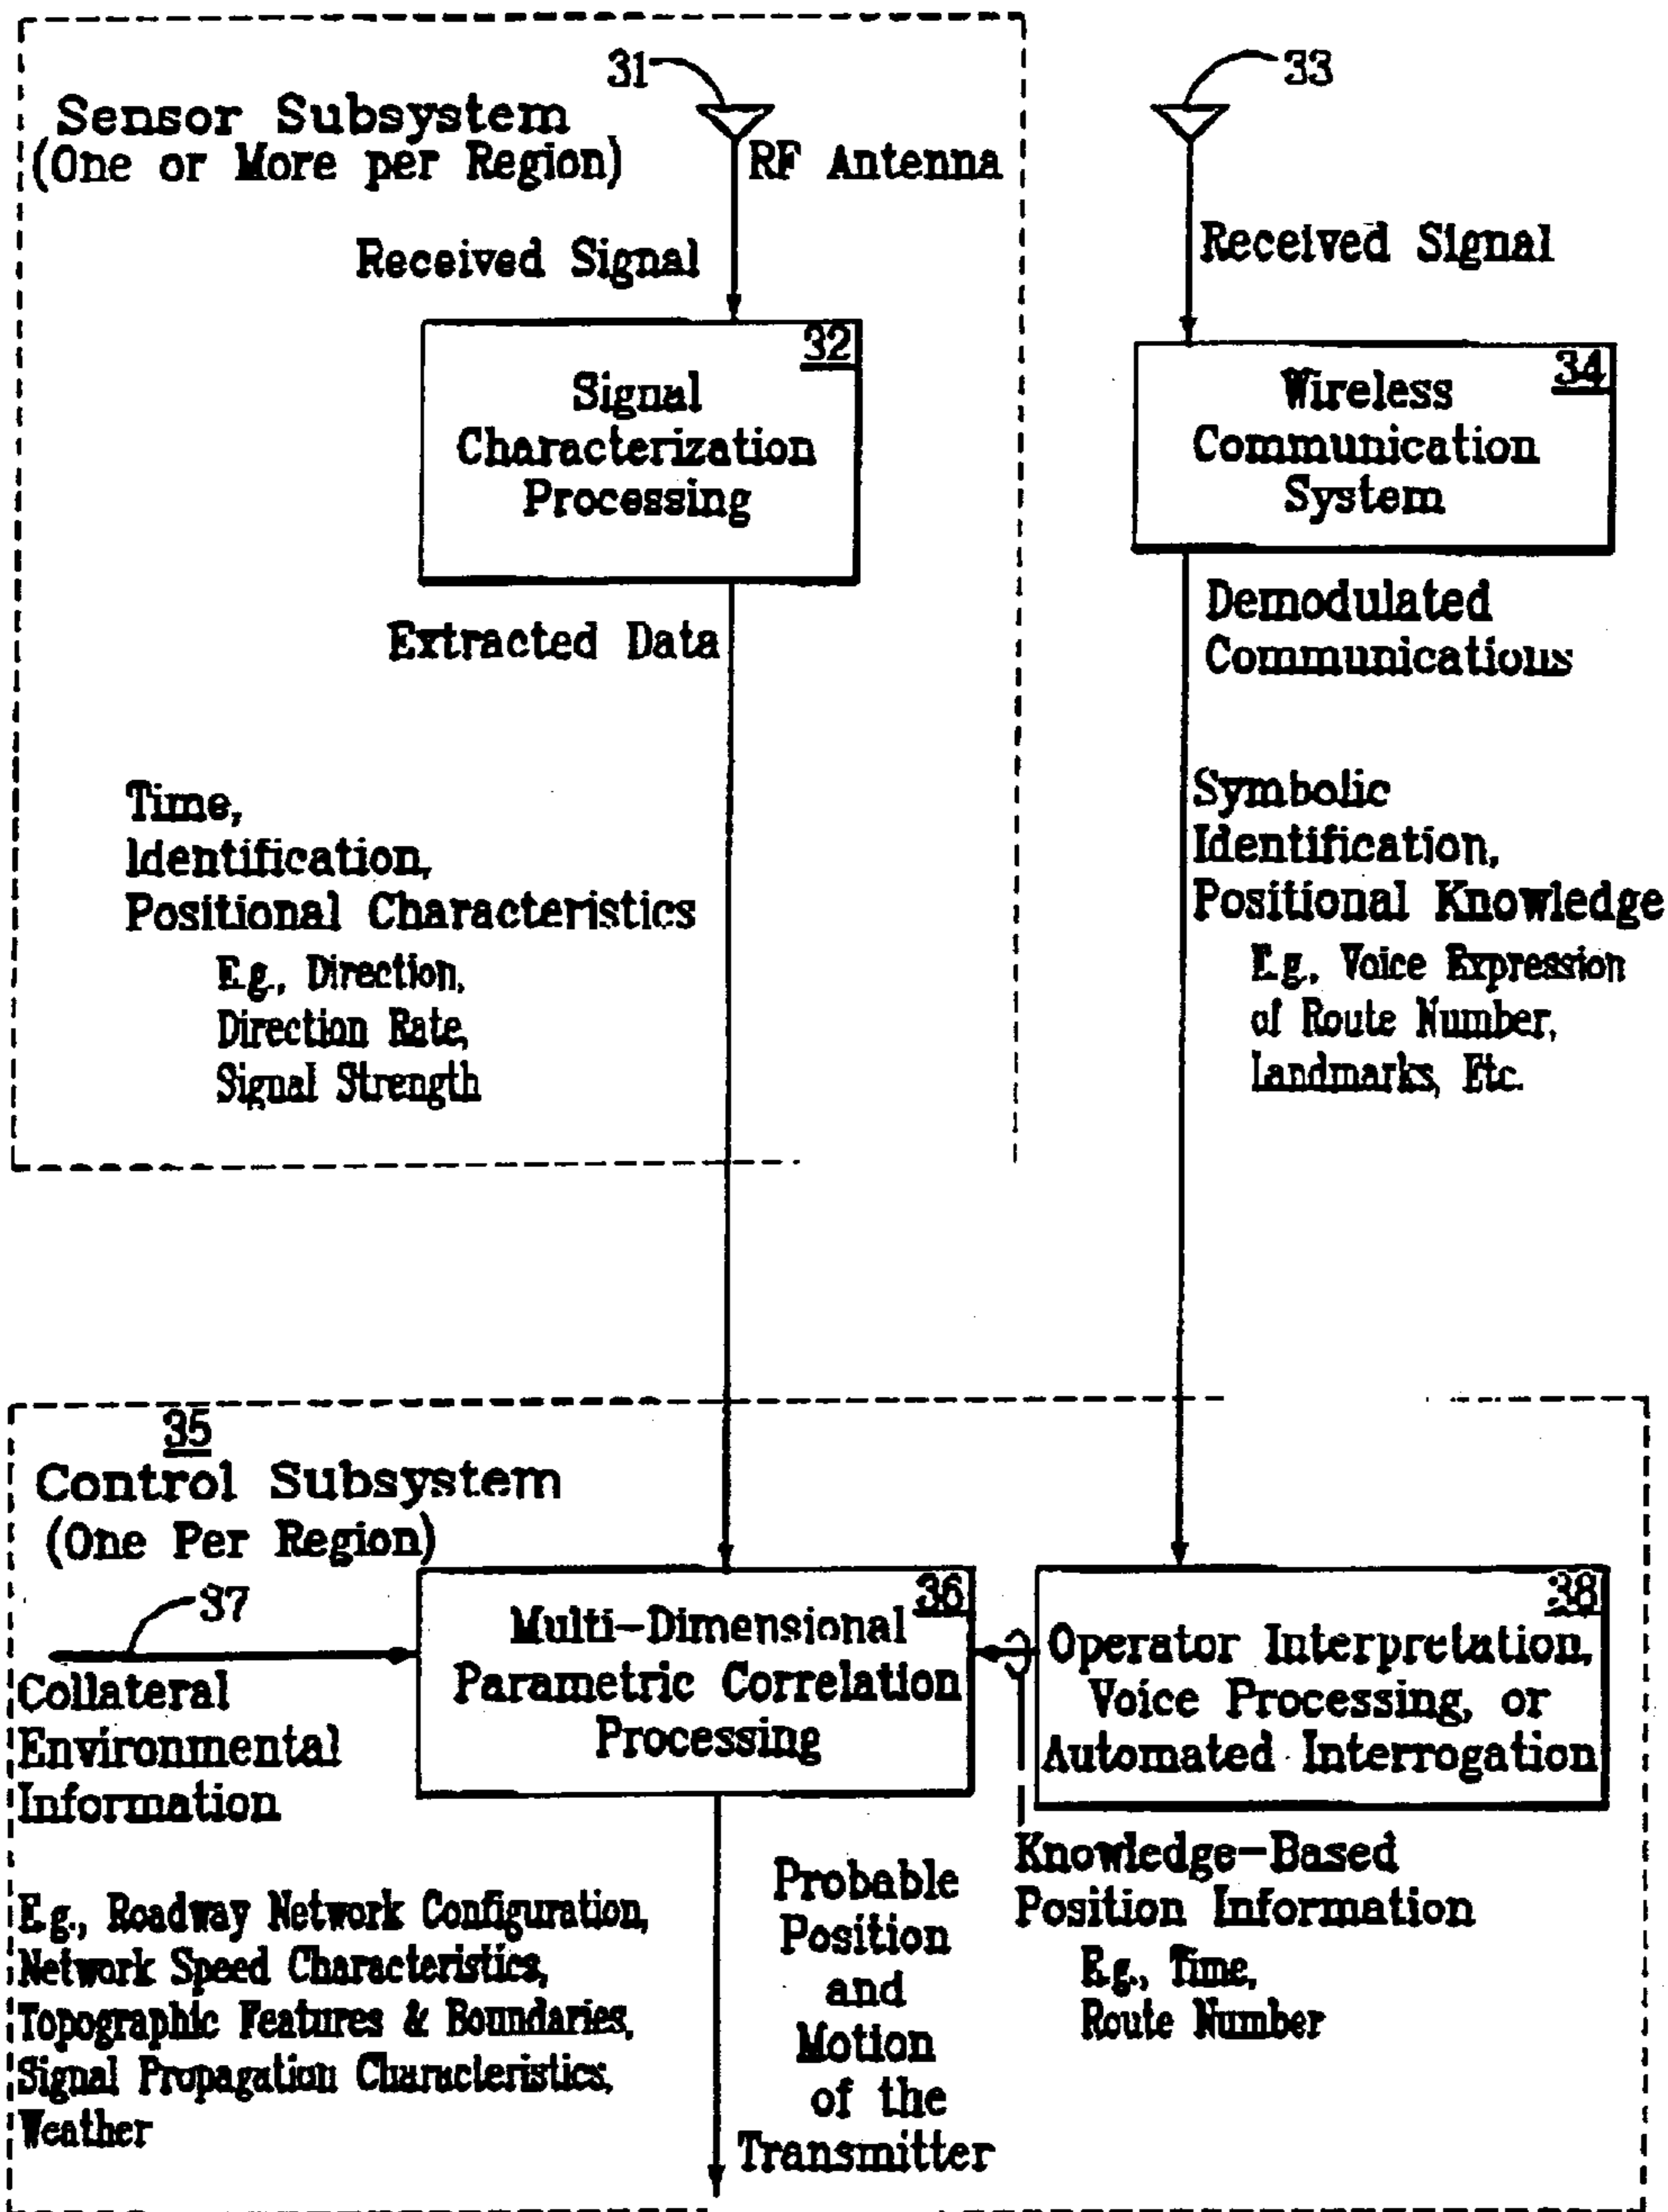 31
33
Sensor Subsystem
(One or More per Region)
RF Antenna
Received Signal
Received Signal
32
Signal
Characterization
Processing
34
Wireless
Communication
System
Extracted Data
Demodulated
Communications
Time,
Identification,
Positional Characteristics
E.g., Direction,
Direction Rate,
Signal Strength
Symbolic
Identification,
Positional Knowledge
E.g., Voice Expression
of Route Number,
Landmarks, Etc.
35
Control Subsystem
(One Per Region)
37
Collateral
Environmental
Information
E.g., Roadway Network Configuration,
Network Speed Characteristics,
Topographic Features & Boundaries,
Signal Propagation Characteristics,
Weather
36
Multi-Dimensional
Parametric Correlation
Processing
38
Operator Interpretation,
Voice Processing, or
Automated Interrogation
Probable
Position
and
Motion
of the
Transmitter
Knowledge-Based
Position Information
E.g., Time,
Route Number